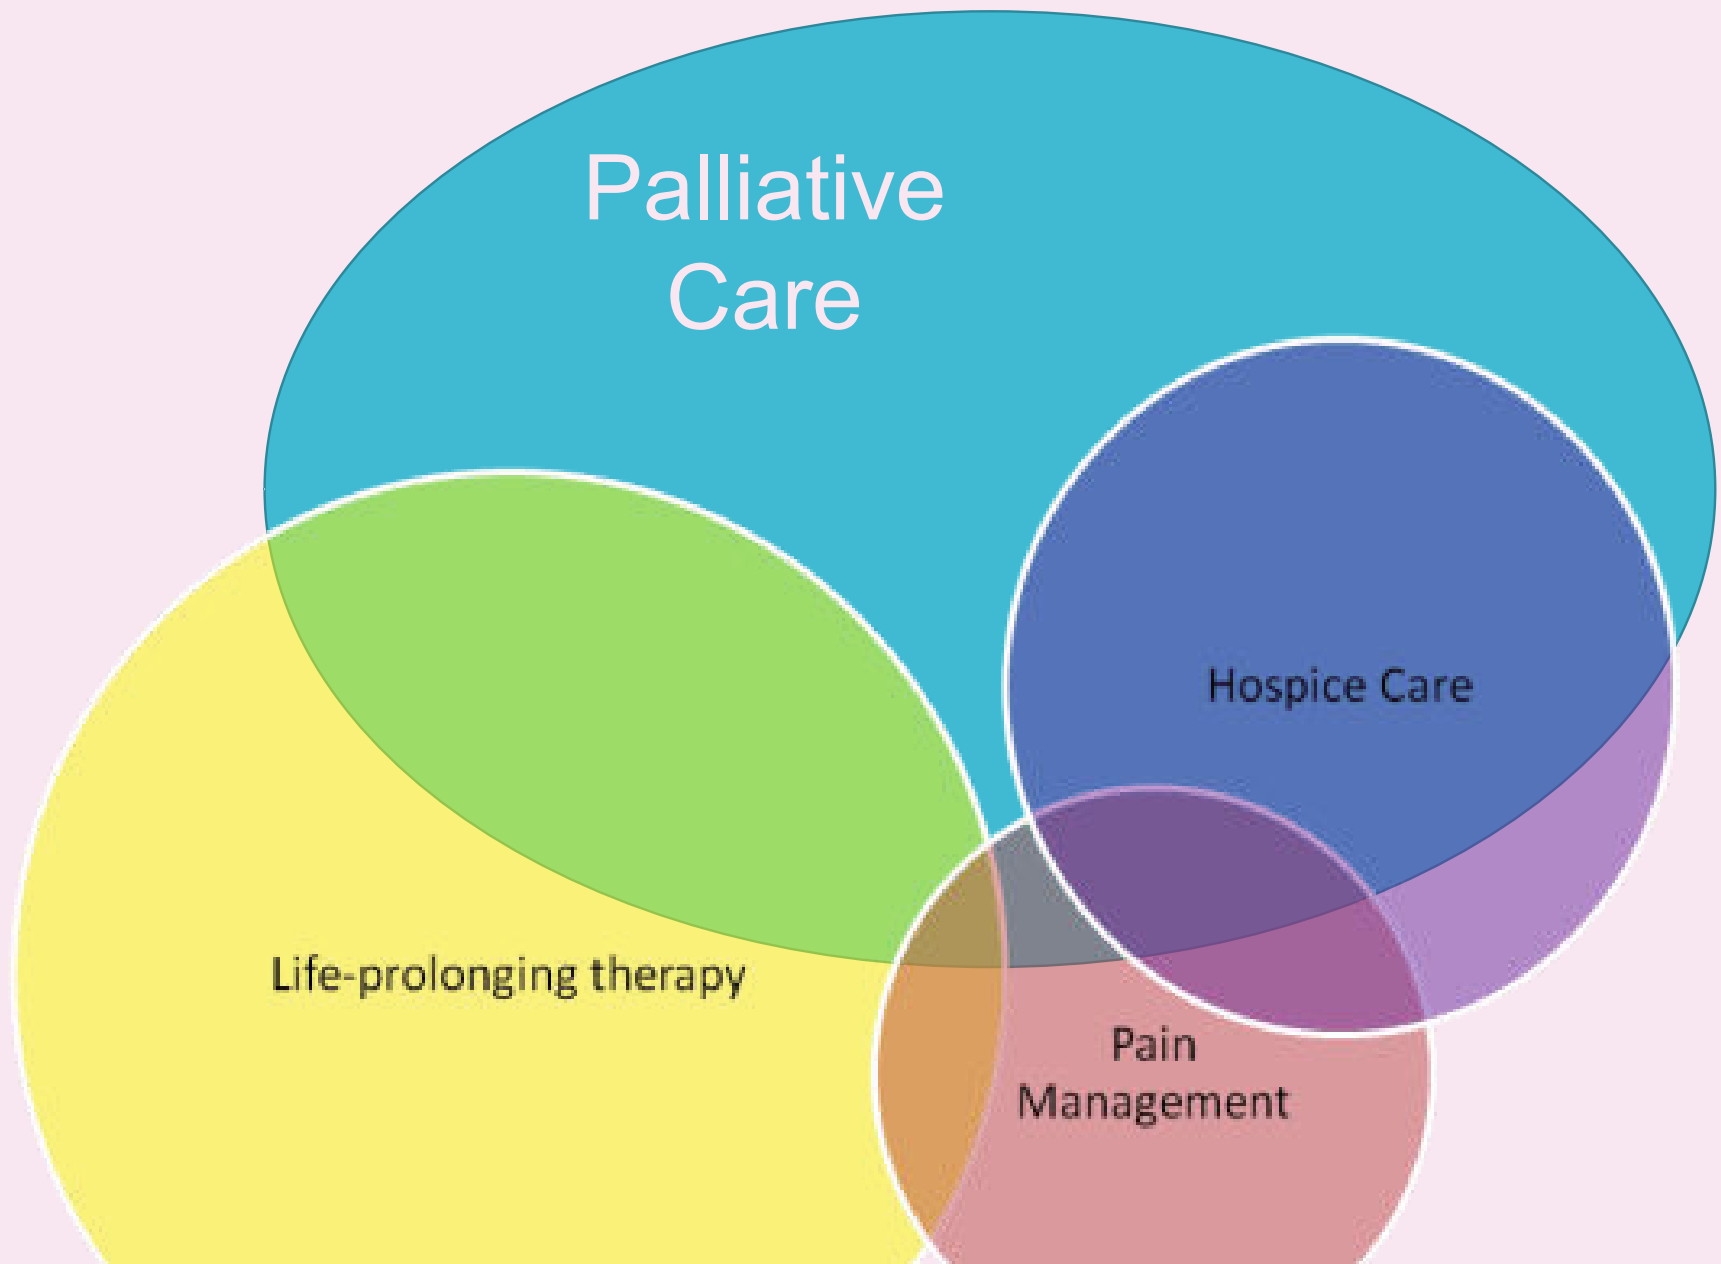 Palliative
Care
Hospice Care
Life-prolonging therapy
Pain
Management